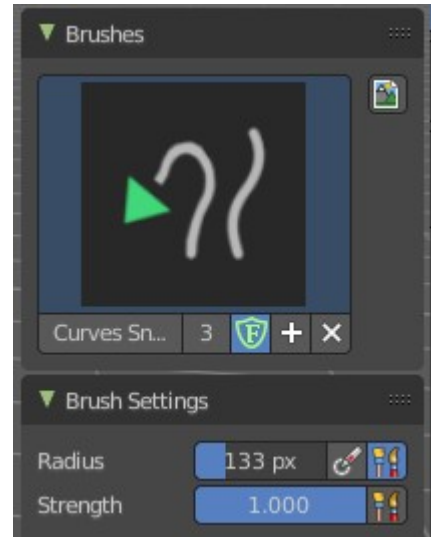 Brushes
Curves Sn... 3 F
Brush Settings
Radius 133 px
Strength 1.000